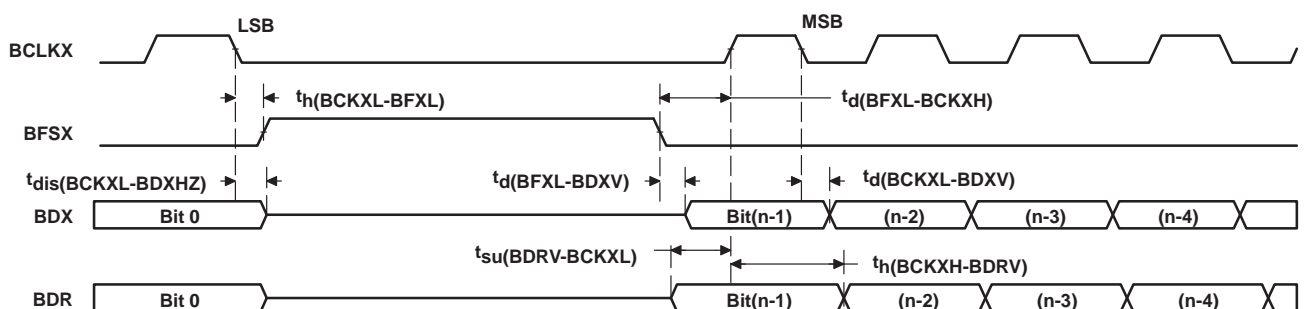 LSB
MSB
BCLKX
th(BCKXL-BFXL)
td(BFXL-BCKXH)
BFSX
tdis(BCKXL-BDXHZ)
td(BFXL-BDXV)
td(BCKXL-BDXV)
BDX
Bit 0
Bit(n-1)
(n-2)
(n-3)
(n-4)
tsu(BDRV-BCKXL)
th(BCKXH-BDRV)
BDR
Bit 0
Bit(n-1)
(n-2)
(n-3)
(n-4)